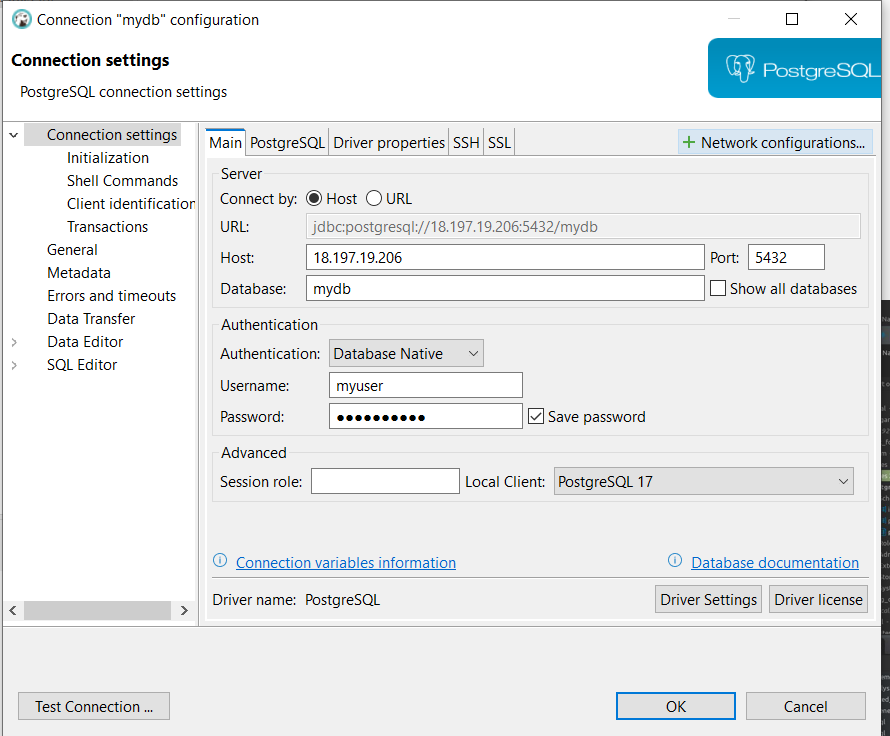 Connection "mydb" configuration
Connection settings
PostgreSQL connection settings
PostgreSQL
Connection settings
Initialization
Shell Commands
Client identification
Transactions
General
Metadata
Errors and timeouts
Data Transfer
Data Editor
SQL Editor
Main PostgreSQL Driver properties SSH SSL + Network configurations...
Server
Connect by: Host URL
URL: jdbc:postgresql://18.197.19.206:5432/mydb
Host: 18.197.19.206 Port: 5432
Database: mydb Show all databases
Authentication
Authentication: Database Native
Username: myuser
Password: ●●●●●●●●●● Save password
Advanced
Session role: Local Client: PostgreSQL 17
Connection variables information Database documentation
Driver name: PostgreSQL Driver Settings Driver license
Test Connection ... OK Cancel